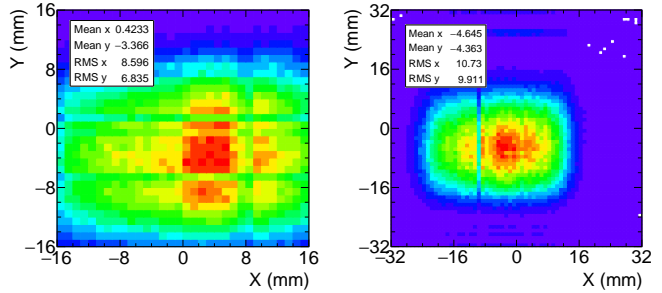 Y (mm)
16
8
0
−8
−16
−16
−8
0
8
16
X (mm)
Mean x 0.4233
Mean y −3.366
RMS x 8.596
RMS y 6.835
Y (mm)
32
16
0
−16
−32
−32
−16
0
16
32
X (mm)
Mean x −4.645
Mean y −4.363
RMS x 10.73
RMS y 9.911